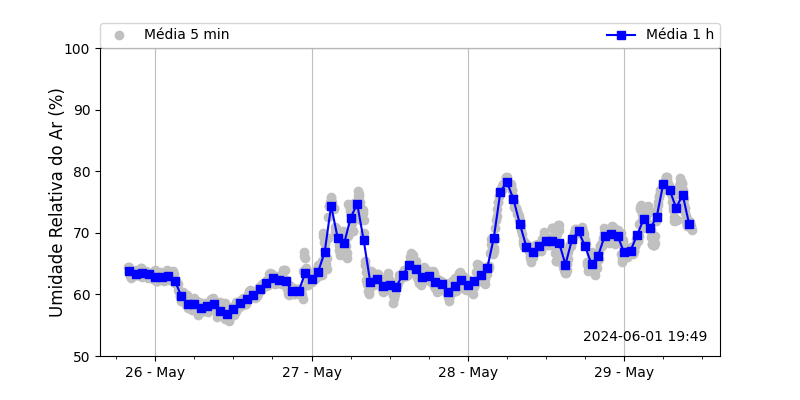 Média 5 min
Média 1 h
Umidade Relativa do Ar (%)
100
90
80
70
60
50
2024-06-01 19:49
26 - May
27 - May
28 - May
29 - May